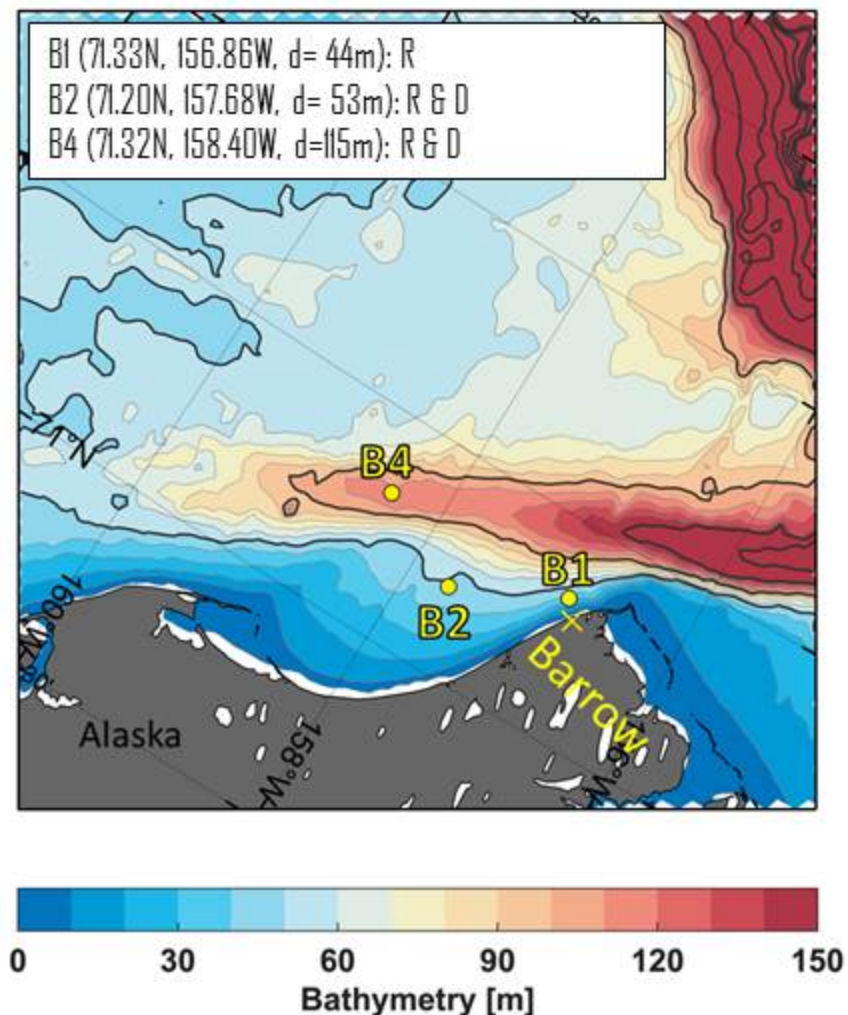 B1 (71.33N, 156.86W, d= 44m): R
B2 (71.20N, 157.68W, d= 53m): R & D
B4 (71.32N, 158.40W, d=115m): R & D
71°N
B4
B1
B2
160°W
Barrow
Alaska
158°W
156°W
0 30 60 90 120 150
Bathymetry [m]